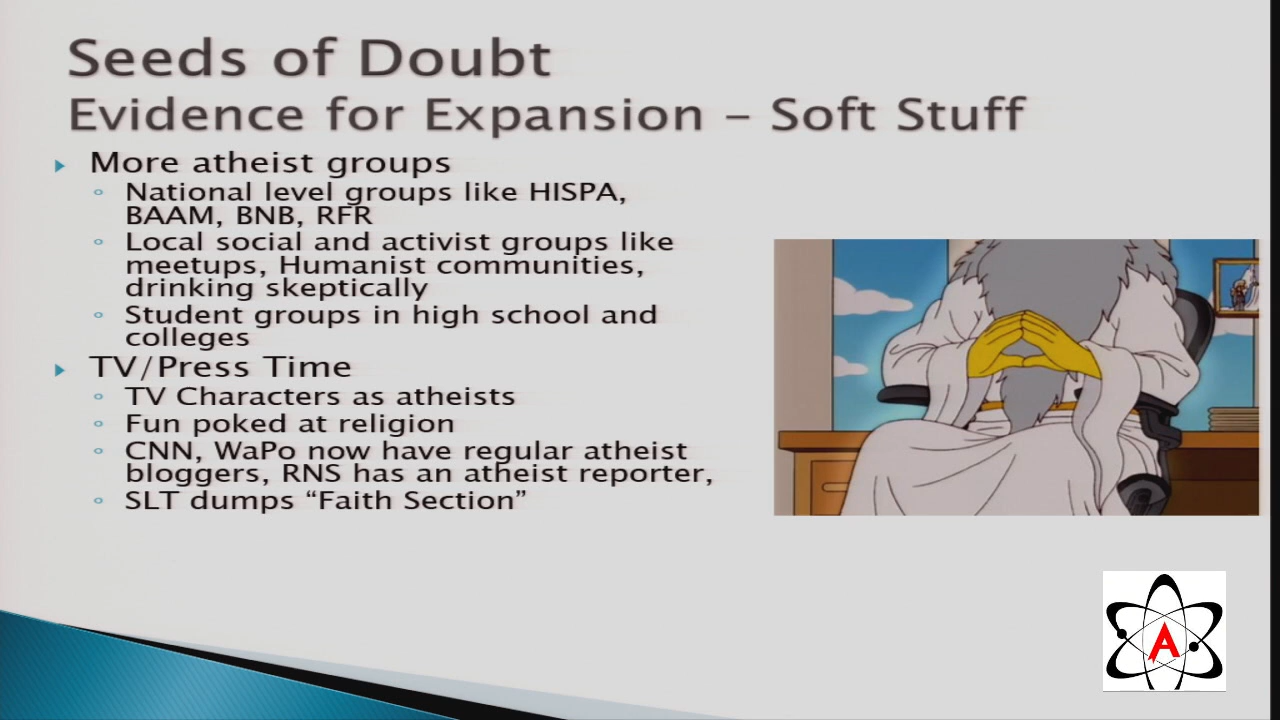 Seeds of Doubt
Evidence for Expansion – Soft Stuff
More atheist groups
National level groups like HISPA,
BAAM, BNB, RFR
Local social and activist groups like
meetups, Humanist communities,
drinking skeptically
Student groups in high school and
colleges
TV/Press Time
TV Characters as atheists
Fun poked at religion
CNN, WaPo now have regular atheist
bloggers, RNS has an atheist reporter,
SLT dumps “Faith Section”
A